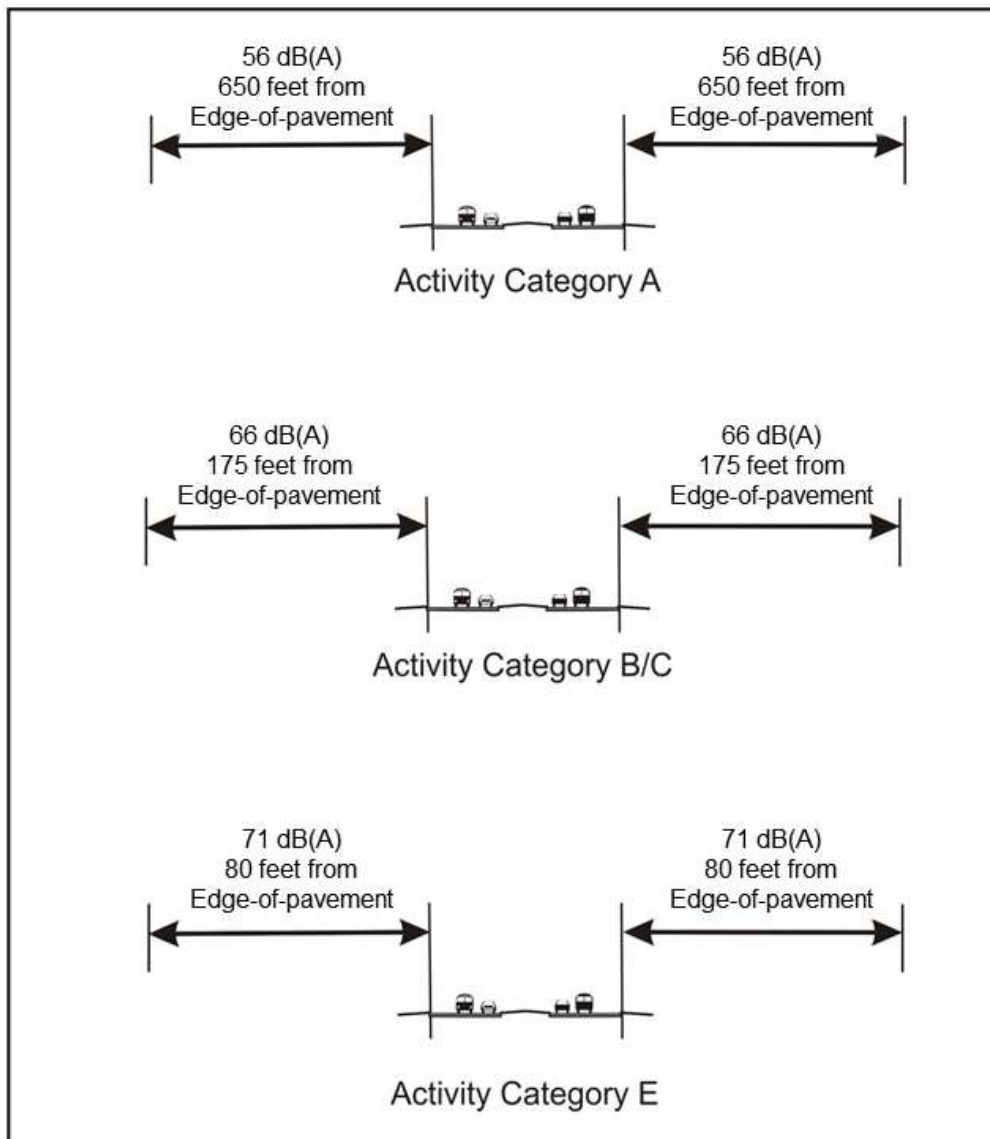 56 dB(A)
650 feet from
Edge-of-pavement
56 dB(A)
650 feet from
Edge-of-pavement
Activity Category A
66 dB(A)
175 feet from
Edge-of-pavement
66 dB(A)
175 feet from
Edge-of-pavement
Activity Category B/C
71 dB(A)
80 feet from
Edge-of-pavement
71 dB(A)
80 feet from
Edge-of-pavement
Activity Category E